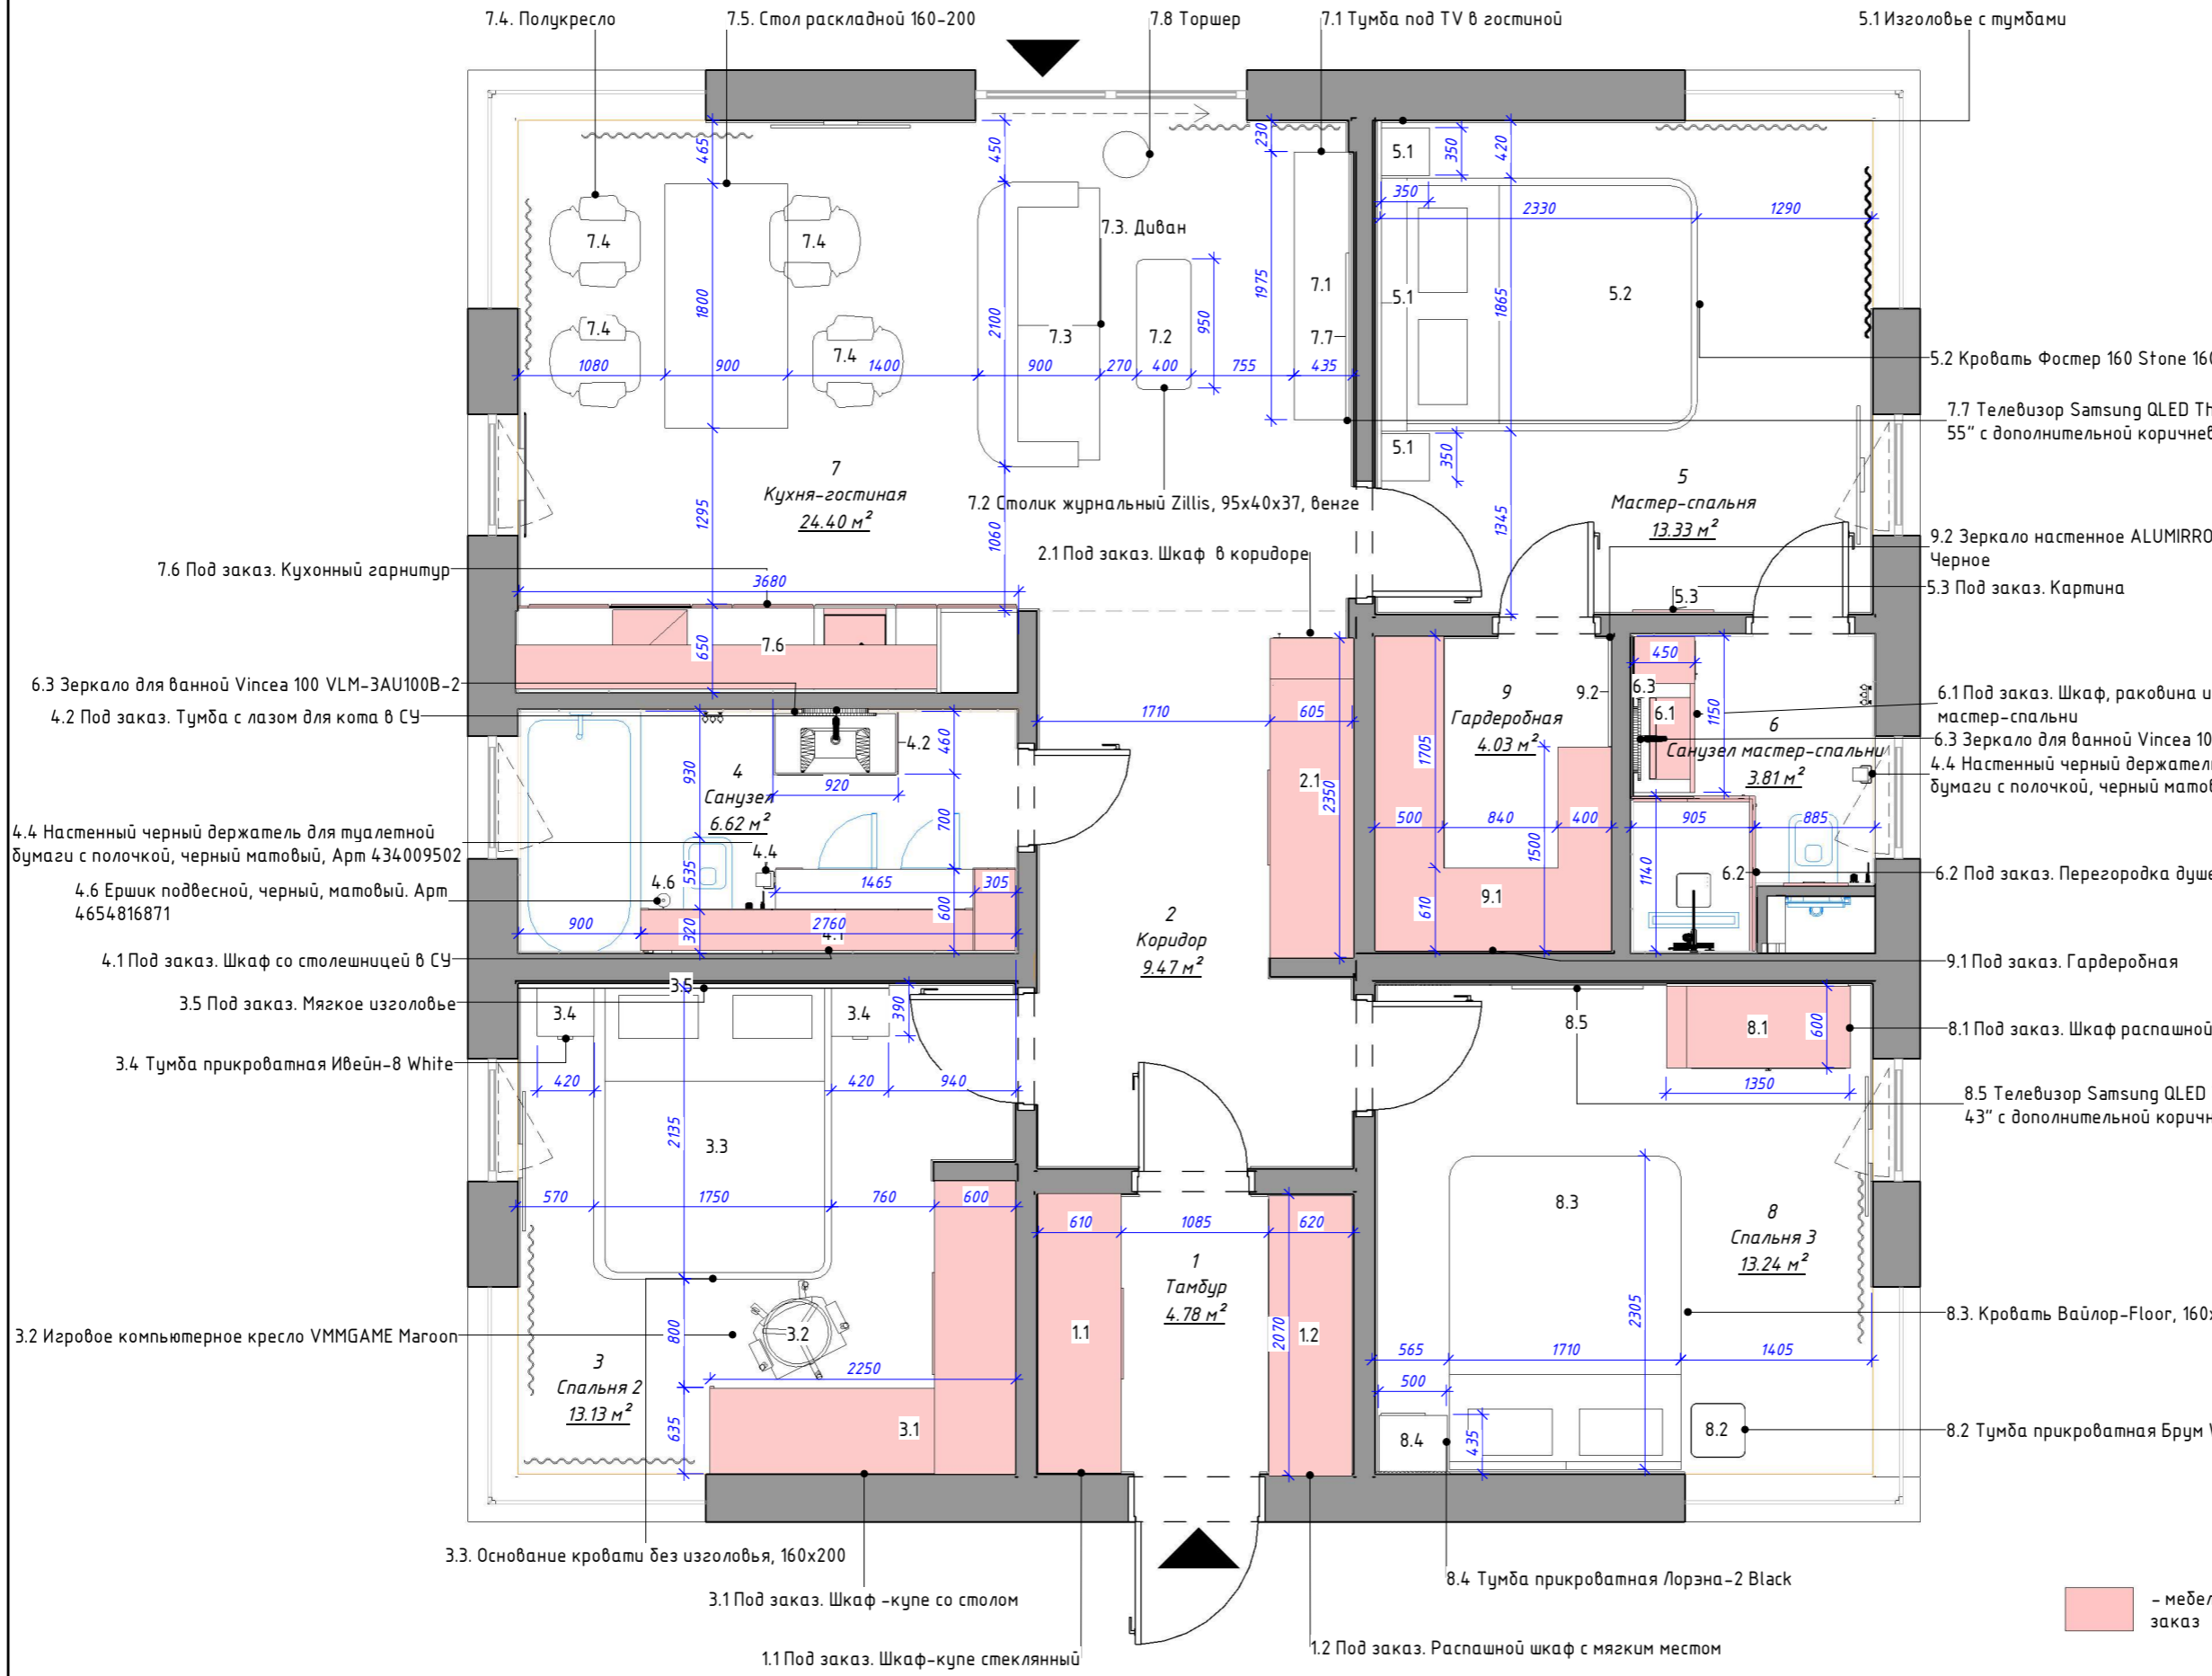 7.4. Полукресло
7.5. Стол раскладной 160-200
7.8 Торшер
7.1 Тумба под TV в гостиной
5.1 Изголовье с тумбами
465
450
230
5.1
350
420
350
2330
1290
7.4
7.4
7.3. Диван
1800
2100
1975
7.1
5.1
1865
5.2
7.4
7.4
7.3
7.2
950
7.7
1080
900
1400
900
270
400
755
435
5.2 Кровать Фостер 160 Stone 160
7.7 Телевизор Samsung QLED Th
55" с дополнительной коричнев
5.1
350
7
Кухня-гостиная
24.40 м²
7.2 Столик журнальный Zillis, 95x40x37, венге
5
Мастер-спальня
13.33 м²
1295
1060
1345
9.2 Зеркало настенное ALUMIRRO
Черное
2.1 Под заказ. Шкаф в коридоре
7.6 Под заказ. Кухонный гарнитур
3680
5.3 Под заказ. Картина
5.3
650
7.6
450
6.3 Зеркало для ванной Vincea 100 VLM-3AU100B-2
4.2 Под заказ. Тумба с лазом для кота в СУ
1710
605
9
Гардеробная
4.03 м²
9.2
6.3
6.1
1150
6
Санузел мастер-спальни
3.81 м²
6.1 Под заказ. Шкаф, раковина и
мастер-спальни
6.3 Зеркало для ванной Vincea 10
4.4 Настенный черный держатель
бумаги с полочкой, черный матов
4.2
460
930
4
Санузел
6.62 м²
920
700
2.1
2350
1705
500
840
400
1500
905
885
4.4 Настенный черный держатель для туалетной
бумаги с полочкой, черный матовый, Арт 434009502
4.4
535
1465
305
4.6
4.6 Ершик подвесной, черный, матовый. Арт
4654816871
600
900
320
2760
4.1
610
9.1
1140
6.2
6.2 Под заказ. Перегородка душе
2
Коридор
9.47 м²
4.1 Под заказ. Шкаф со столешницей в СУ
9.1 Под заказ. Гардеробная
3.5 Под заказ. Мягкое изголовье
3.5
3.4
3.4
390
8.5
8.1
600
8.1 Под заказ. Шкаф распашной
3.4 Тумба прикроватная Ивейн-8 White
420
420
940
1350
8.5 Телевизор Samsung QLED
43" с дополнительной коричн
2135
3.3
570
1750
760
600
610
1085
620
8.3
8
Спальня 3
13.24 м²
1
Тамбур
4.78 м²
2305
8.3. Кровать Вайлор-Floor, 160x
3.2 Игровое компьютерное кресло VMMGAME Maroon
800
3.2
1.1
2070
1.2
565
1710
1405
3
Спальня 2
13.13 м²
2250
500
635
3.1
8.4
435
8.2
8.2 Тумба прикроватная Брум W
3.3. Основание кровати без изголовья, 160x200
8.4 Тумба прикроватная Лорэна-2 Black
3.1 Под заказ. Шкаф -купе со столом
- мебел
заказ
1.1 Под заказ. Шкаф-купе стеклянный
1.2 Под заказ. Распашной шкаф с мягким местом